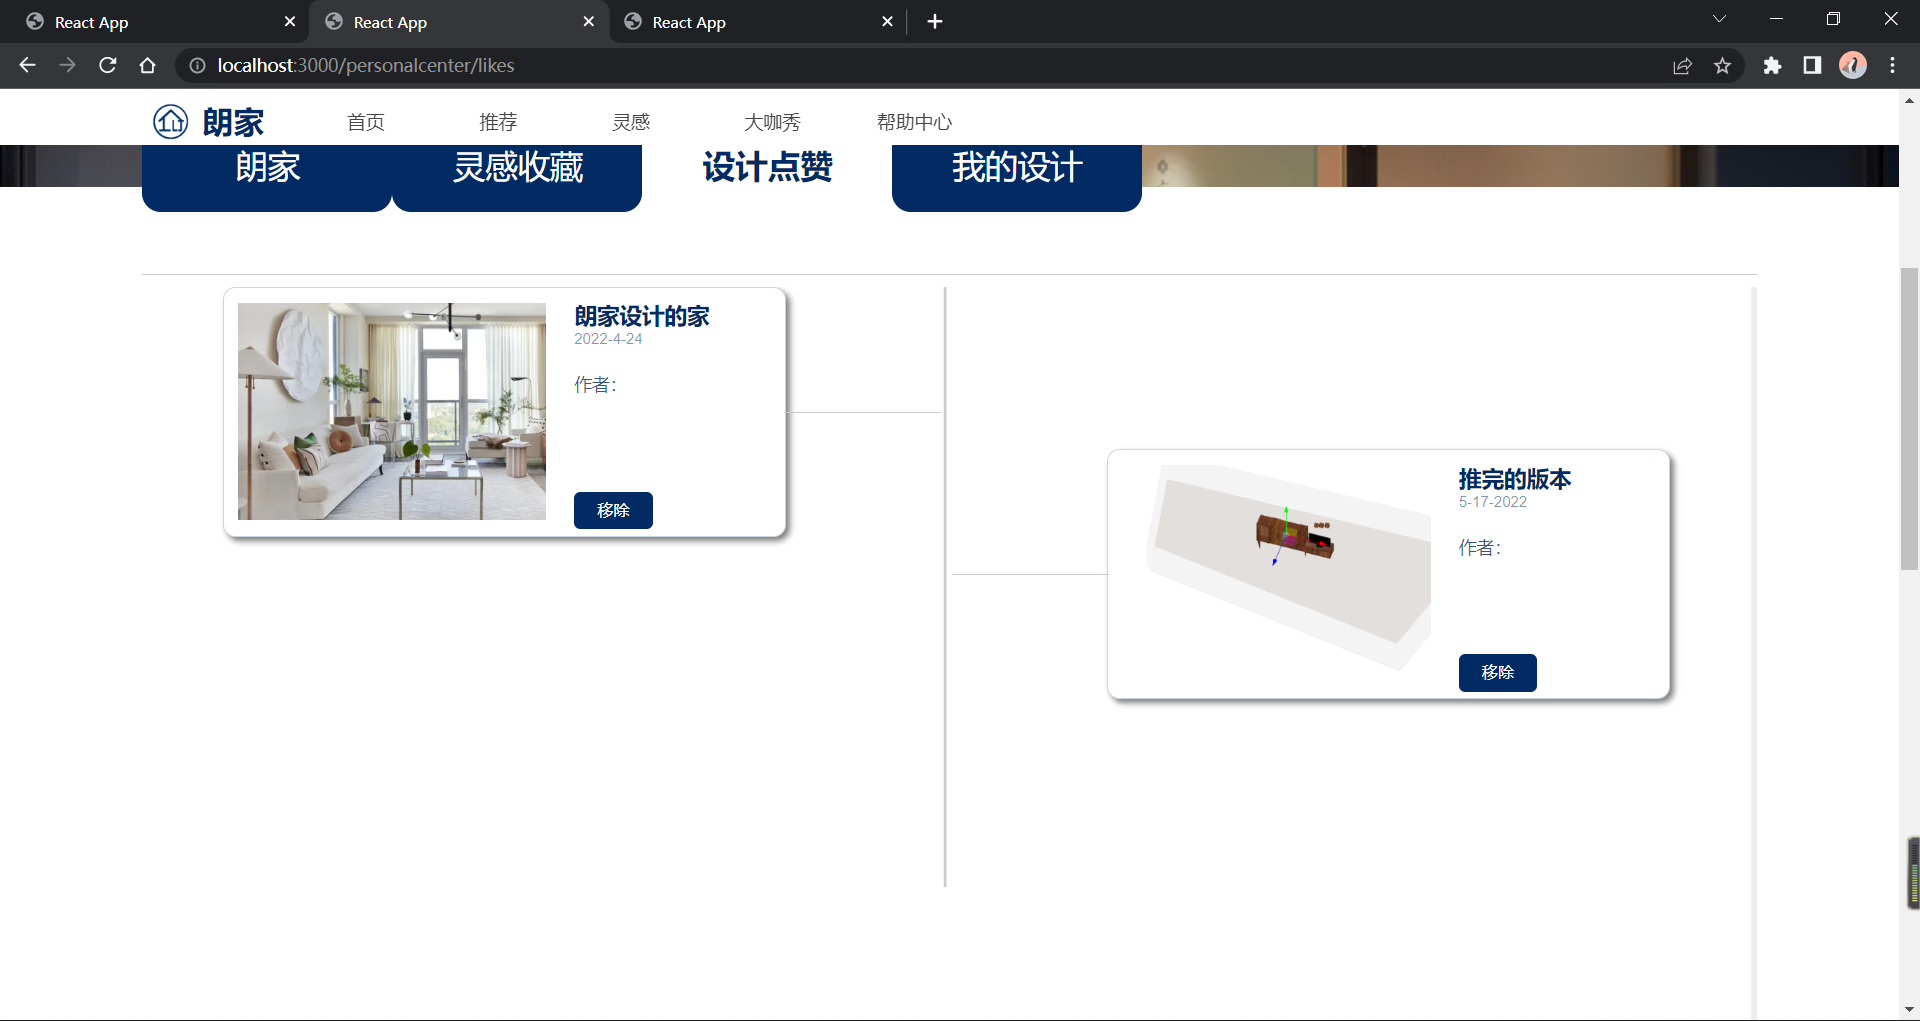 React App
React App
React App
localhost:3000/personalcenter/likes
朗家
首页
推荐
灵感
大咖秀
帮助中心
朗家
灵感收藏
设计点赞
我的设计
朗家设计的家
2022-4-24
作者：
移除
推完的版本
5-17-2022
作者：
移除